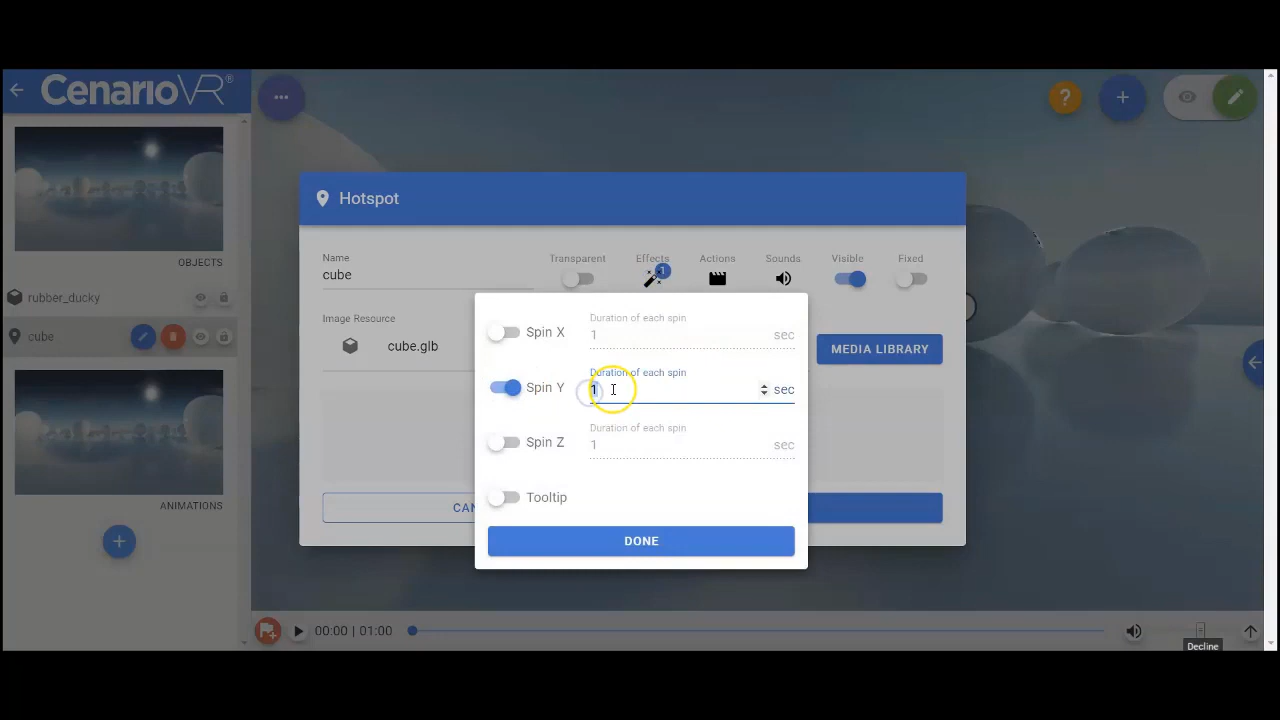 CenarioVR®
?
Hotspot
OBJECTS
rubber_ducky
cube
ANIMATIONS
Name
cube
Transparent
Effects
1
Actions
Sounds
Visible
Fixed
Image Resource
cube.glb
MEDIA LIBRARY
Spin X
Duration of each spin
1 sec
Spin Y
Duration of each spin
1 sec
Spin Z
Duration of each spin
1 sec
Tooltip
CAN
DONE
00:00 | 01:00
Decline